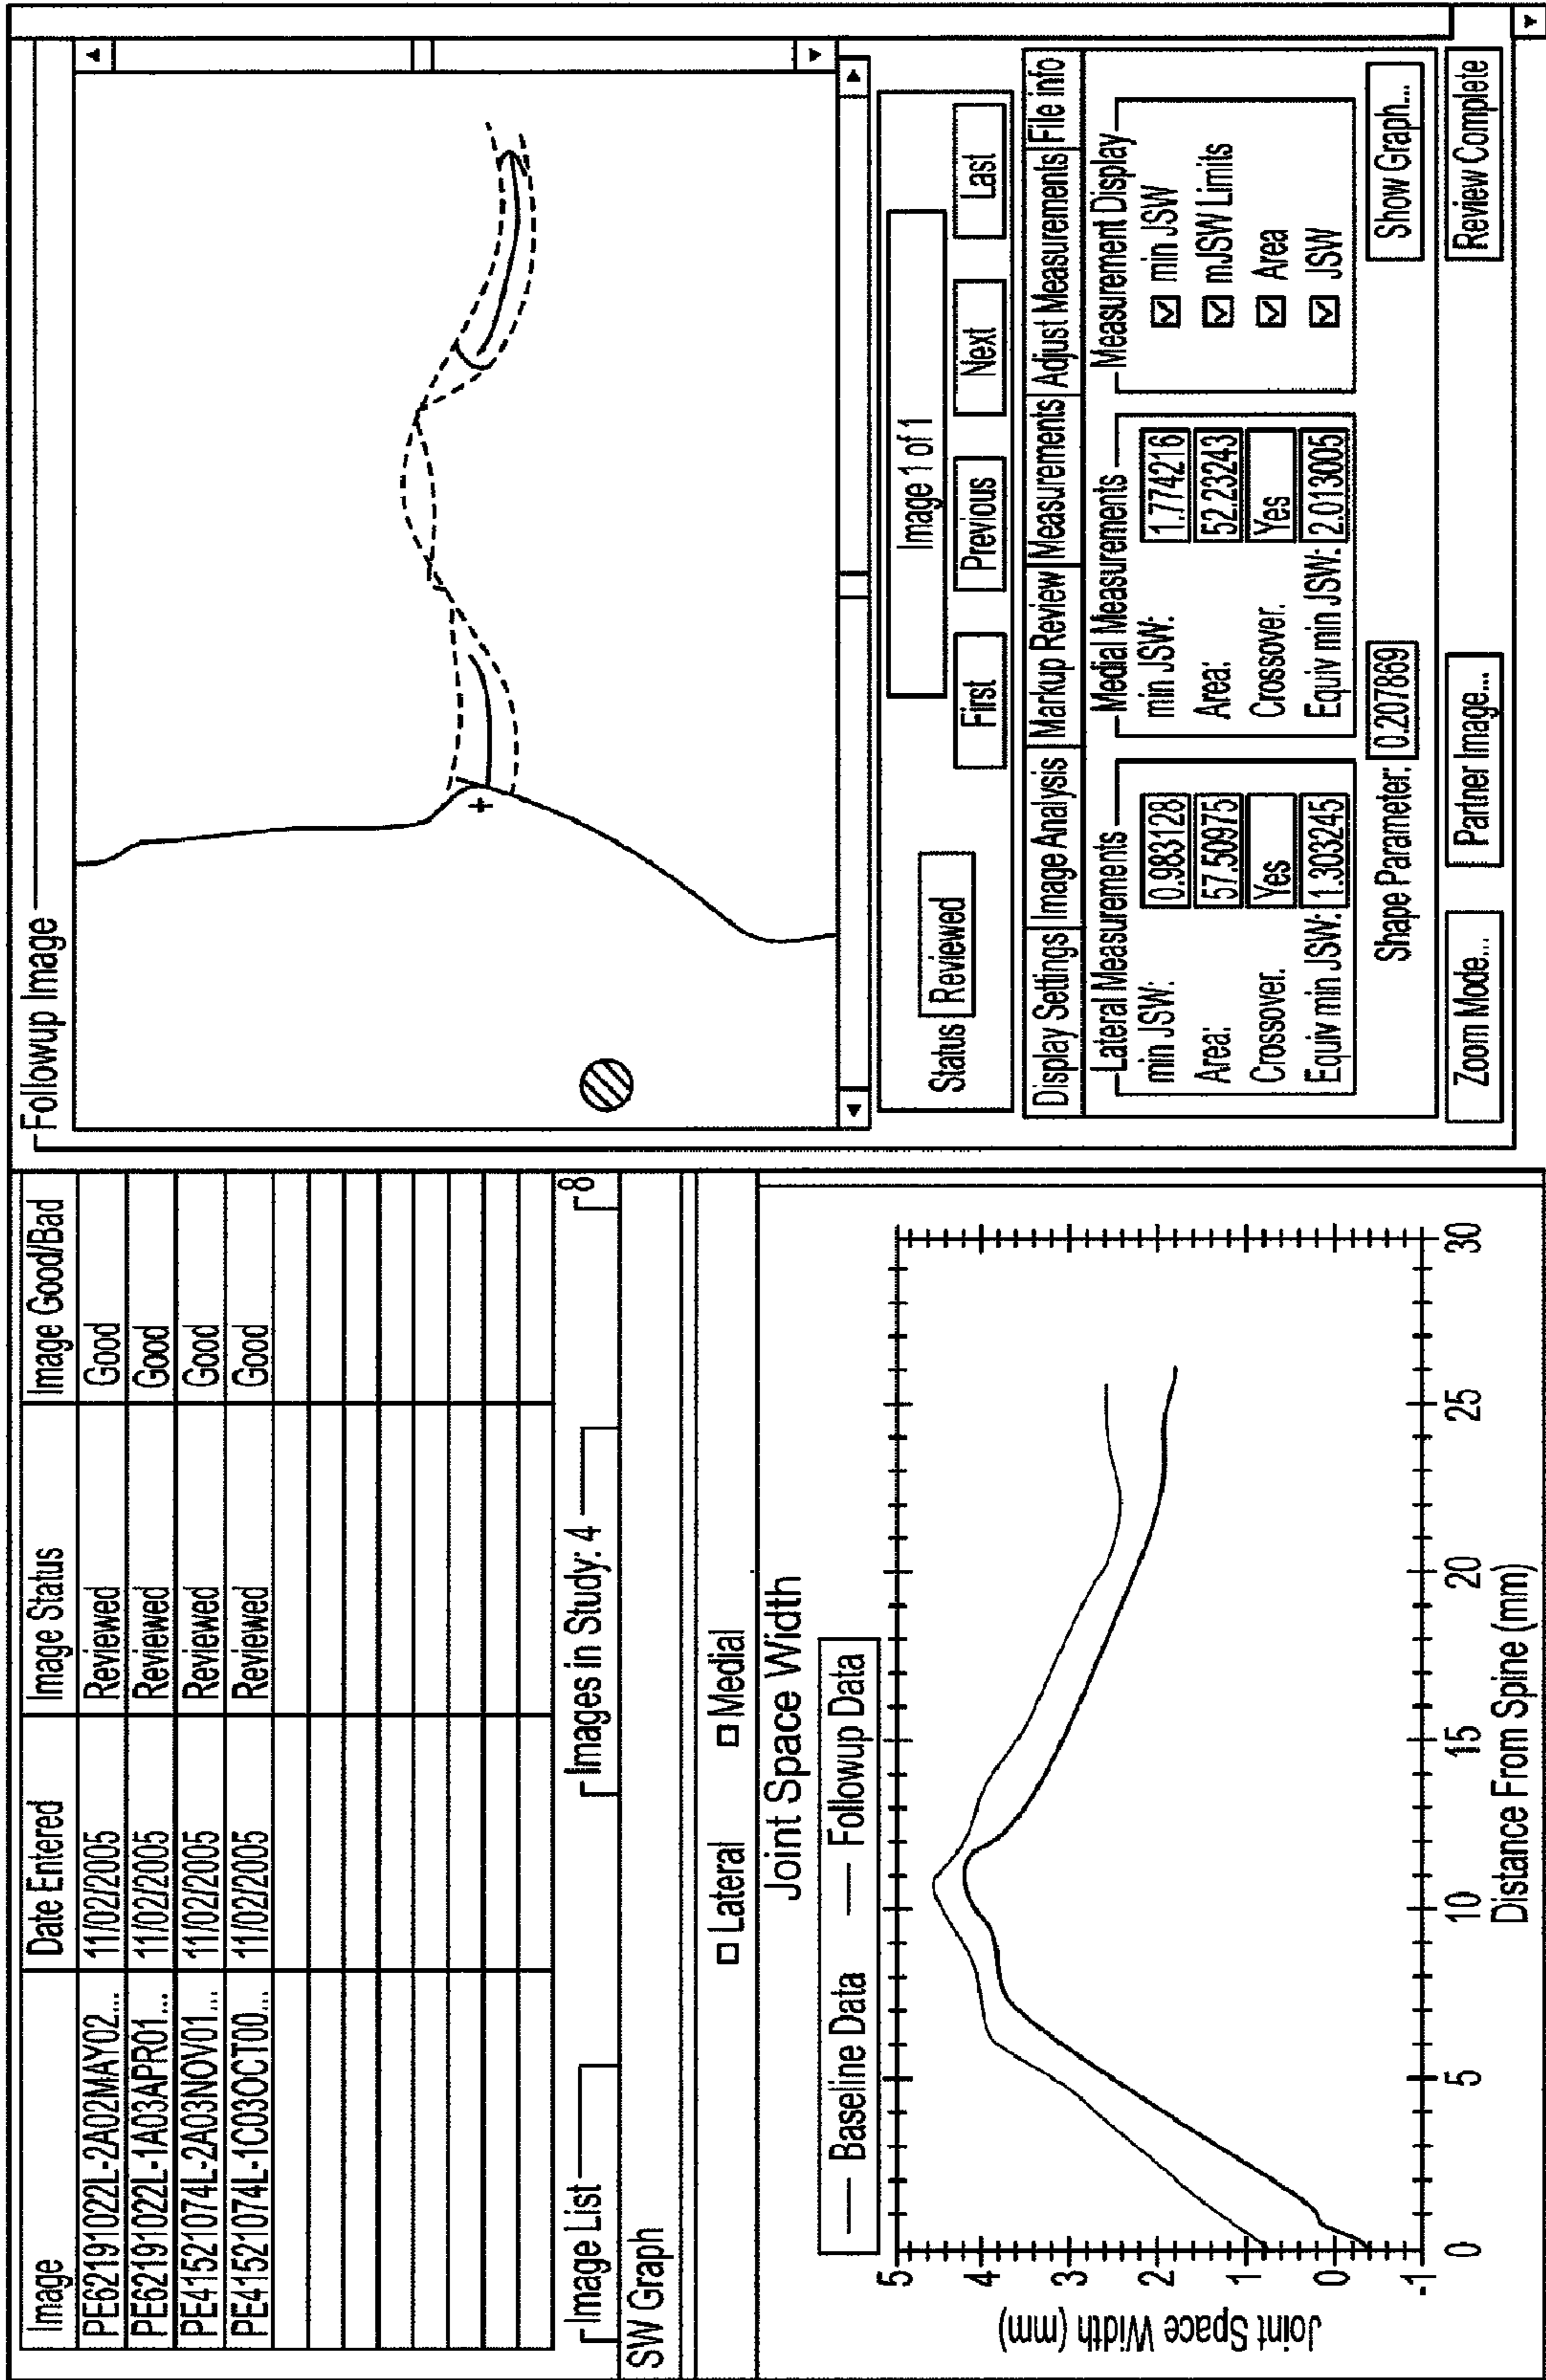 Image Date Entered Image Status Image Good/Bad
PE62191022L-2A02MAY02... 11/02/2005 Reviewed Good
PE62191022L-1A03APR01... 11/02/2005 Reviewed Good
PE41521074L-2A03NOV01... 11/02/2005 Reviewed Good
PE41521074L-1C03OCT00... 11/02/2005 Reviewed Good
Image List Images in Study: 4 8
SW Graph
Lateral Medial
Joint Space Width
Baseline Data Followup Data
Joint Space Width (mm)
5
4
3
2
1
0
-1
0 5 10 15 20 25 30
Distance From Spine (mm)
Followup Image
+
Image 1 of 1
Status Reviewed First Previous Next Last
Display Settings Image Analysis Markup Review Measurements Adjust Measurements File info
Lateral Measurements Medial Measurements Measurement Display
min JSW: 0.983128 min JSW: 1.774216 min JSW
Area: 57.50975 Area: 52.23243 mJSW Limits
Crossover. Yes Crossover. Yes Area
Equiv min JSW: 1.303245 Equiv min JSW: 2.013005 JSW
Shape Parameter: 0.207869 Show Graph...
Zoom Mode... Partner Image... Review Complete